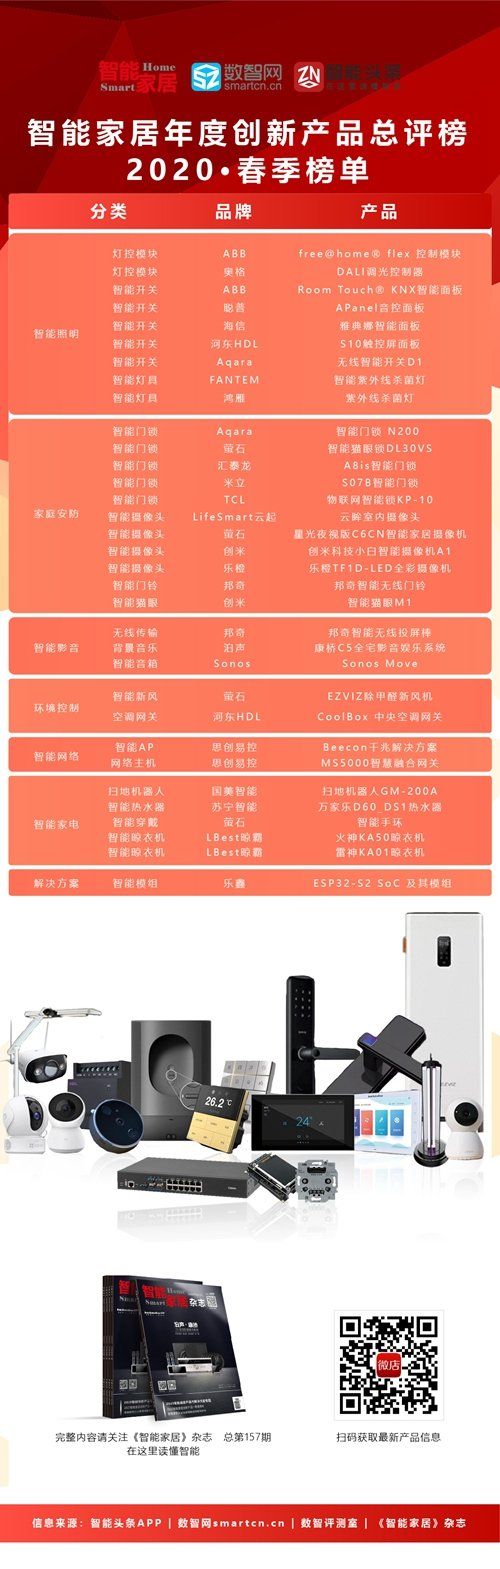 智能 Home
Smart 家居
数智网
smartcn.cn
ZN 智能头条
智能家居年度创新产品总评榜
2020·春季榜单
分类 品牌 产品
智能照明
灯控模块 ABB free@home® flex 控制模块
灯控模块 奥格 DALI调光控制器
智能开关 ABB Room Touch® KNX智能面板
智能开关 聪普 APanel音控面板
智能开关 海信 雅典娜智能面板
智能开关 河东HDL S10触控屏面板
智能开关 Aqara 无线智能开关D1
智能灯具 FANTEM 智能紫外线杀菌灯
智能灯具 鸿雁 紫外线杀菌灯
家庭安防
智能门锁 Aqara 智能门锁 N200
智能门锁 萤石 智能猫眼锁DL30VS
智能门锁 汇泰龙 A8is智能门锁
智能门锁 米立 S07B智能门锁
智能门锁 TCL 物联网智能锁KP-10
智能摄像头 LifeSmart云起 云眸室内摄像头
智能摄像头 萤石 星光夜视版C6CN智能家居摄像机
智能摄像头 创米 创米科技小白智能摄像机A1
智能摄像头 乐橙 乐橙TF1D-LED全彩摄像机
智能门铃 邦奇 邦奇智能无线门铃
智能猫眼 创米 智能猫眼M1
智能影音
无线传输 邦奇 邦奇智能无线投屏棒
背景音乐 泊声 康桥C5全宅影音娱乐系统
智能音箱 Sonos Sonos Move
环境控制
智能新风 萤石 EZVIZ除甲醛新风机
空调网关 河东HDL CoolBox 中央空调网关
智能网络
智能AP 思创易控 Beecon千兆解决方案
网络主机 思创易控 MS5000智慧融合网关
智能家电
扫地机器人 国美智能 扫地机器人GM-200A
智能热水器 苏宁智能 万家乐D60_DS1热水器
智能穿戴 萤石 智能手环
智能晾衣机 LBest晾霸 火神KA50晾衣机
智能晾衣机 LBest晾霸 雷神KA01晾衣机
解决方案 智能模组 乐鑫 ESP32-S2 SoC 及其模组
26.2℃
24°
EZVIZ
智能 Home
Smart 家居 杂志
微店
完整内容请关注《智能家居》杂志 总第157期
在这里读懂智能
扫码获取最新产品信息
信息来源：智能头条APP | 数智网smartcn.cn | 数智评测室 | 《智能家居》杂志